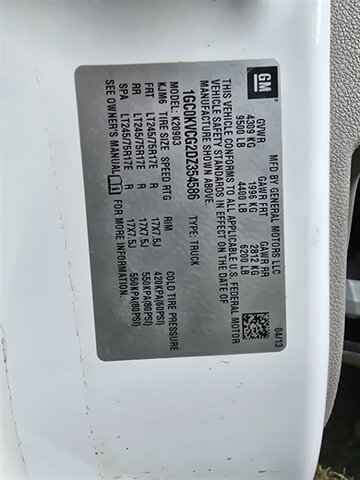 GM
MFD BY GENERAL MOTORS LLC 04/13
GVWR GAWR FRT GAWR RR
4309 KG 1996 KG 2812 KG
9500 LB 4400 LB 6200 LB
THIS VEHICLE CONFORMS TO ALL APPLICABLE U.S. FEDERAL MOTOR
VEHICLE SAFETY STANDARDS IN EFFECT ON THE DATE OF
MANUFACTURE SHOWN ABOVE.
1GC0KVCG2DZ354586 TYPE: TRUCK
MODEL: K20903
KJM6 TIRE SIZE SPEED RTG RIM COLD TIRE PRESSURE
FRT LT245/75R17E R 17X7.5J 420KPA(60PSI)
RR LT245/75R17E R 17X7.5J 550KPA(80PSI)
SPA LT245/75R17E R 17X7.5J 550KPA(80PSI)
SEE OWNER'S MANUAL FOR MORE INFORMATION.